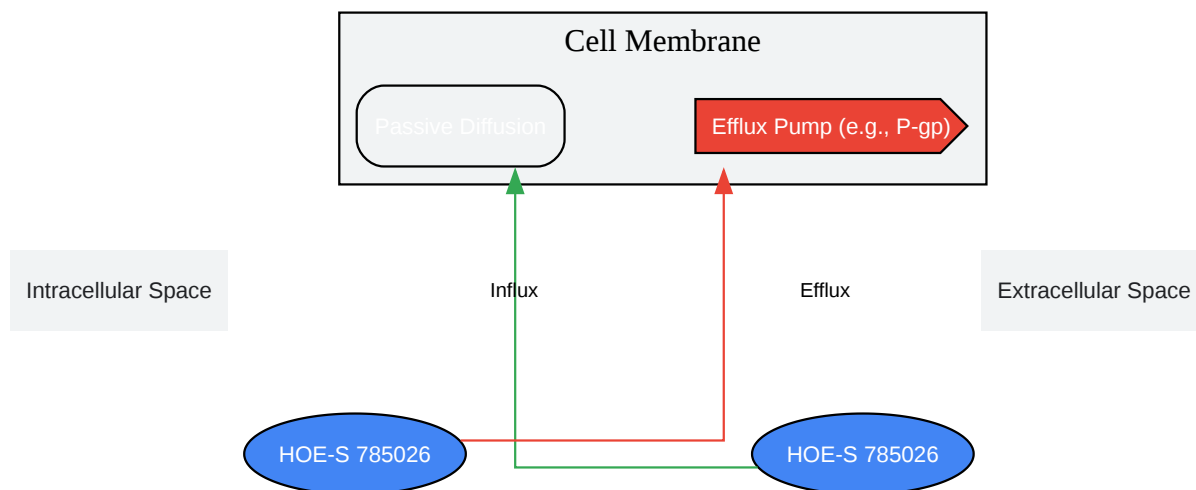 Cell Membrane
Passive Diffusion
Efflux Pump (e.g., P-gp)
Intracellular Space
Influx
Efflux
Extracellular Space
HOE-S 785026
HOE-S 785026